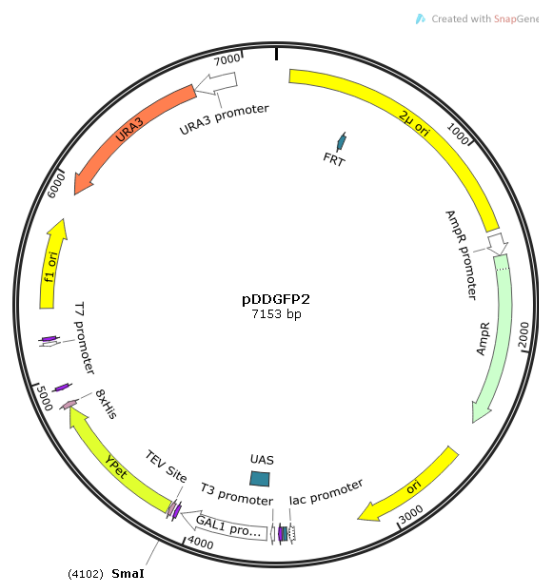 Created with SnapGene
7000
URA3 promoter
URA3
2μ ori
1000
FRT
6000
AmpR promoter
f1 ori
pDDGFP2
7153 bp
T7 promoter
AmpR
2000
5000
8xHis
YPet
TEV Site
UAS
T3 promoter
lac promoter
ori
GAL1 pro...
3000
4000
(4102) SmaI